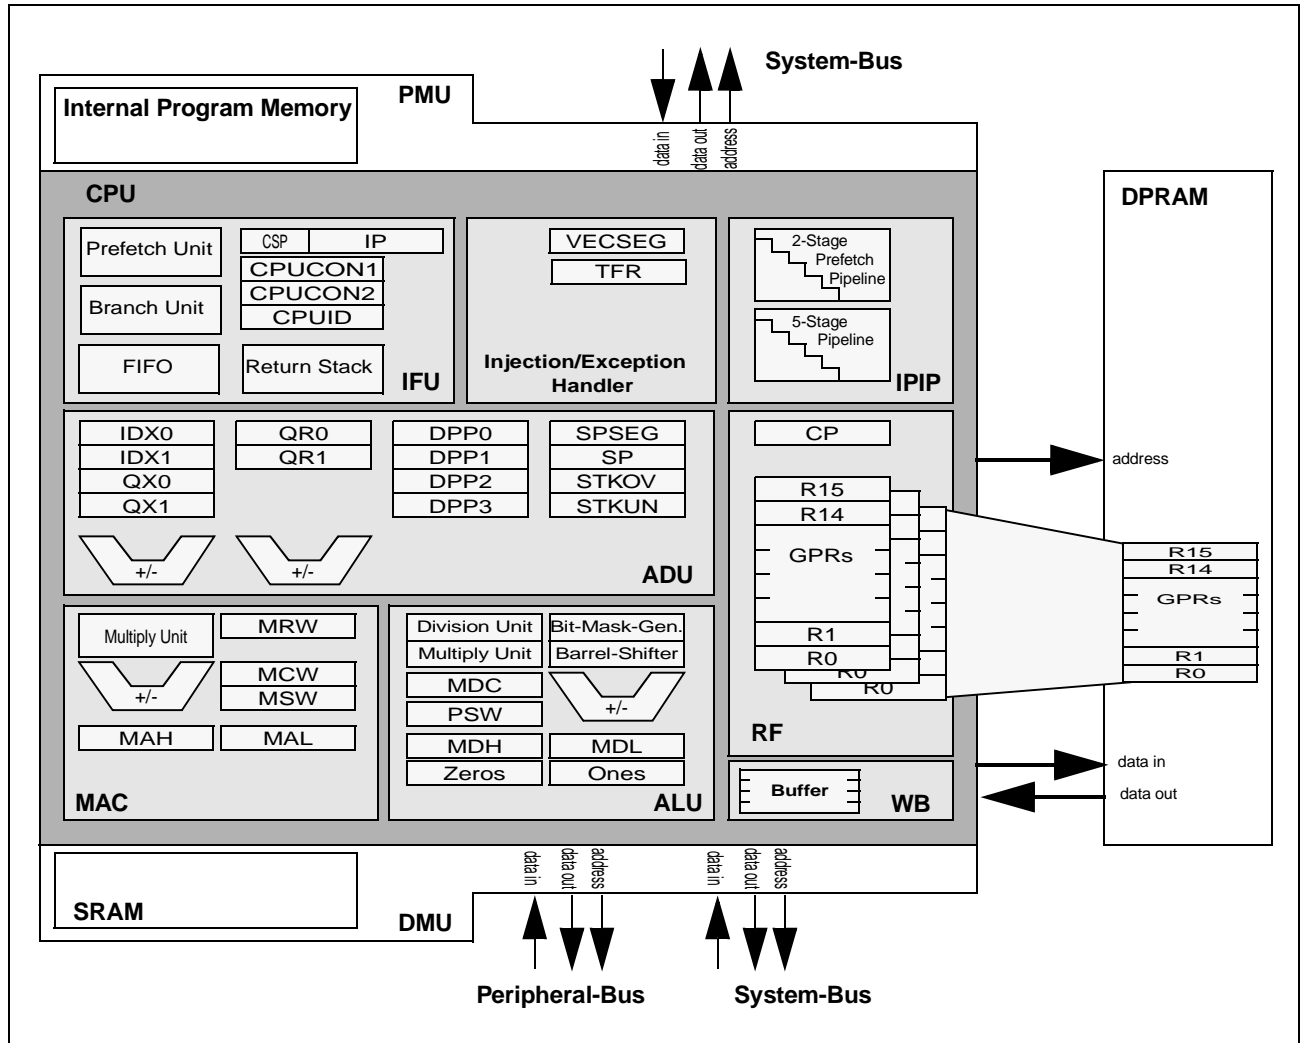 System-Bus
PMU
Internal Program Memory
data in
data out
address
CPU
DPRAM
Prefetch Unit
CSP
IP
CPUCON1
CPUCON2
CPUID
Branch Unit
FIFO
Return Stack
IFU
VECSEG
TFR
Injection/Exception
Handler
2-Stage
Prefetch
Pipeline
5-Stage
Pipeline
IPIP
IDX0
IDX1
QX0
QX1
QR0
QR1
DPP0
DPP1
DPP2
DPP3
SPSEG
SP
STKOV
STKUN
+/-
+/-
ADU
CP
R15
R14
GPRs
R1
R0
R0
R0
RF
address
R15
R14
GPRs
R1
R0
Multiply Unit
MRW
+/-
MCW
MSW
MAH
MAL
MAC
Division Unit
Bit-Mask-Gen.
Multiply Unit
Barrel-Shifter
MDC
PSW
+/-
MDH
MDL
Zeros
Ones
ALU
Buffer
WB
data in
data out
SRAM
DMU
data in
data out
address
data in
data out
address
Peripheral-Bus
System-Bus